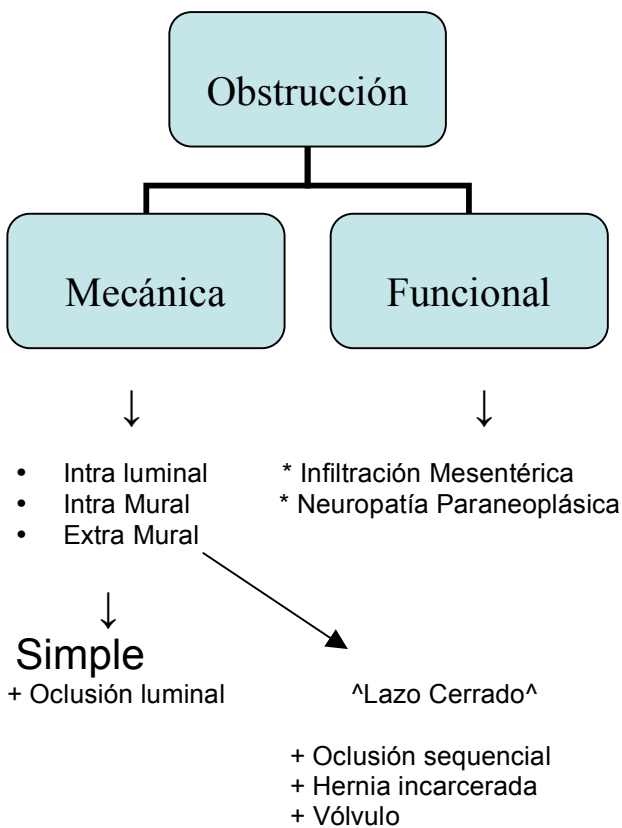 Obstrucción
Mecánica
Funcional
↓
↓
• Intra luminal
• Intra Mural
• Extra Mural
* Infiltración Mesentérica
* Neuropatía Paraneoplásica
↓
Simple
+ Oclusión luminal
^Lazo Cerrado^
+ Oclusión sequencial
+ Hernia incarcerada
+ Vólvulo